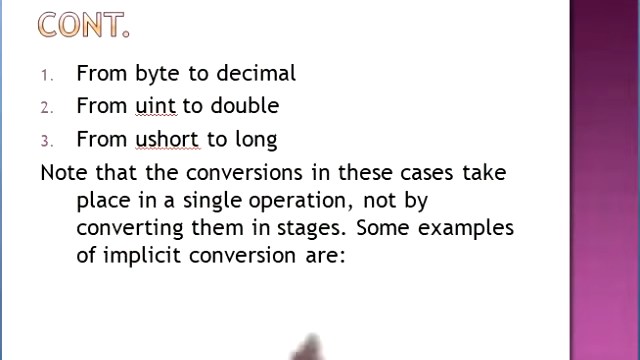 CONT.
1. From byte to decimal
2. From uint to double
3. From ushort to long
Note that the conversions in these cases take
place in a single operation, not by
converting them in stages. Some examples
of implicit conversion are: